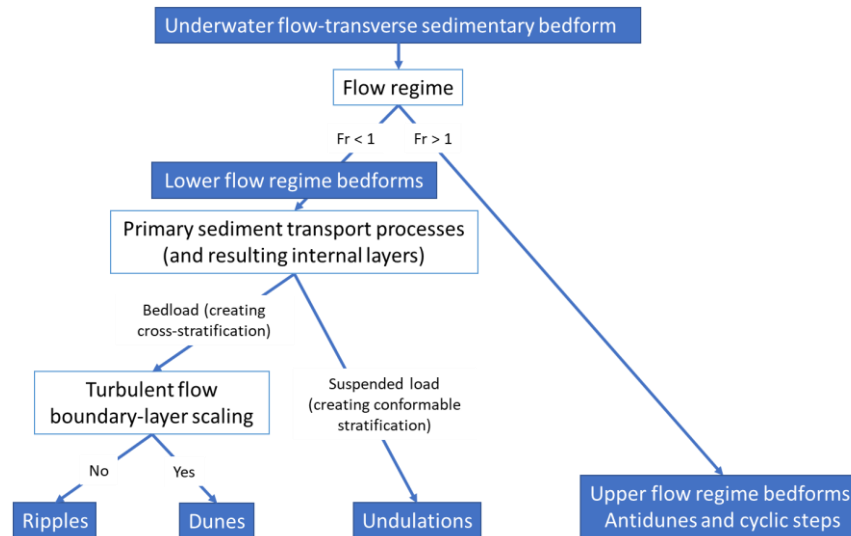 Underwater flow-transverse sedimentary bedform
Flow regime
Fr < 1
Fr > 1
Lower flow regime bedforms
Primary sediment transport processes
(and resulting internal layers)
Bedload (creating
cross-stratification)
Turbulent flow
boundary-layer scaling
Suspended load
(creating conformable
stratification)
No
Yes
Ripples
Dunes
Undulations
Upper flow regime bedforms
Antidunes and cyclic steps